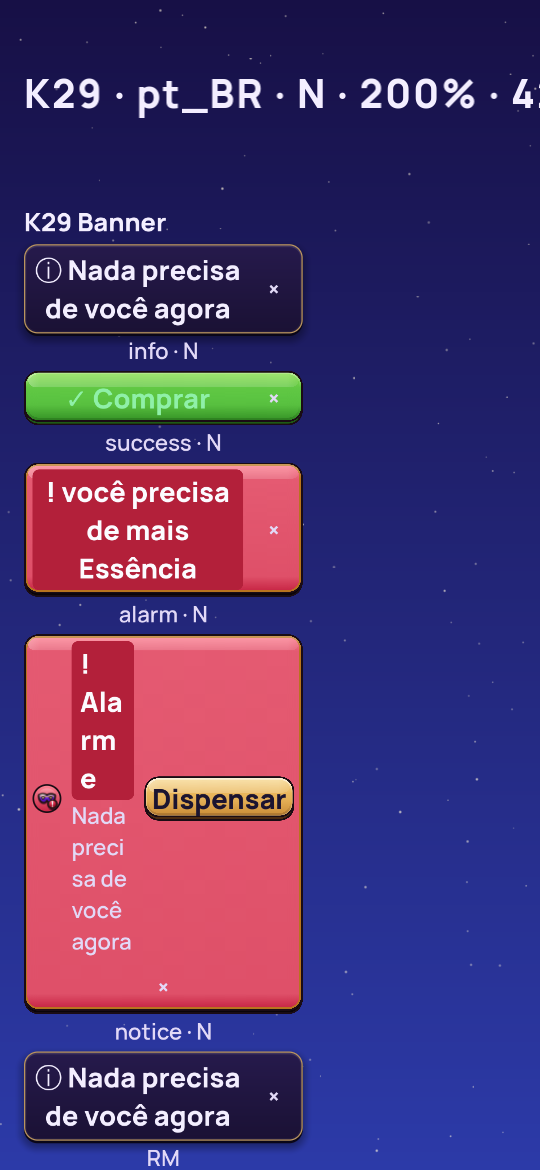 K29 · pt_BR · N · 200% ·
K29 Banner
ⓘ Nada precisa
de você agora
×
info · N
✓ Comprar
×
success · N
! você precisa
de mais
Essência
×
alarm · N
!
Ala
rm
e
Nada
preci
sa de
você
agora
Dispensar
×
notice · N
ⓘ Nada precisa
de você agora
×
RM